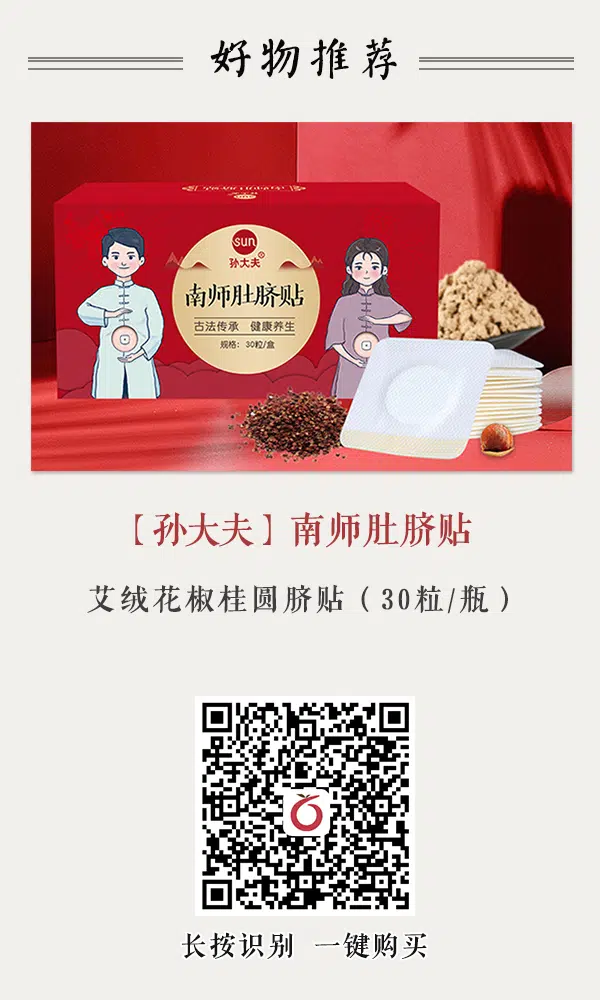 好物推荐
sun
孙大夫®
南师肚脐贴
古法传承 健康养生
规格：30粒/盒
【孙大夫】南师肚脐贴
艾绒花椒桂圆脐贴（30粒/瓶）
长按识别 一键购买